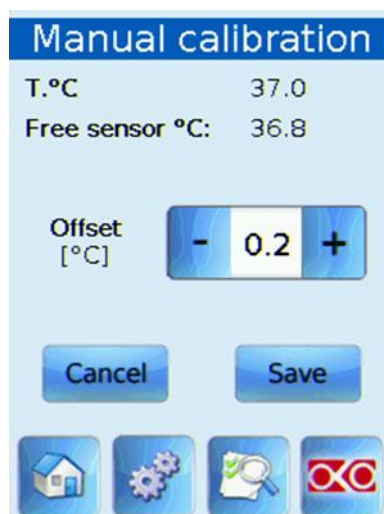 Manual calibration
T.°C 37.0
Free sensor °C: 36.8
Offset
[°C]
- 0.2 +
Cancel Save